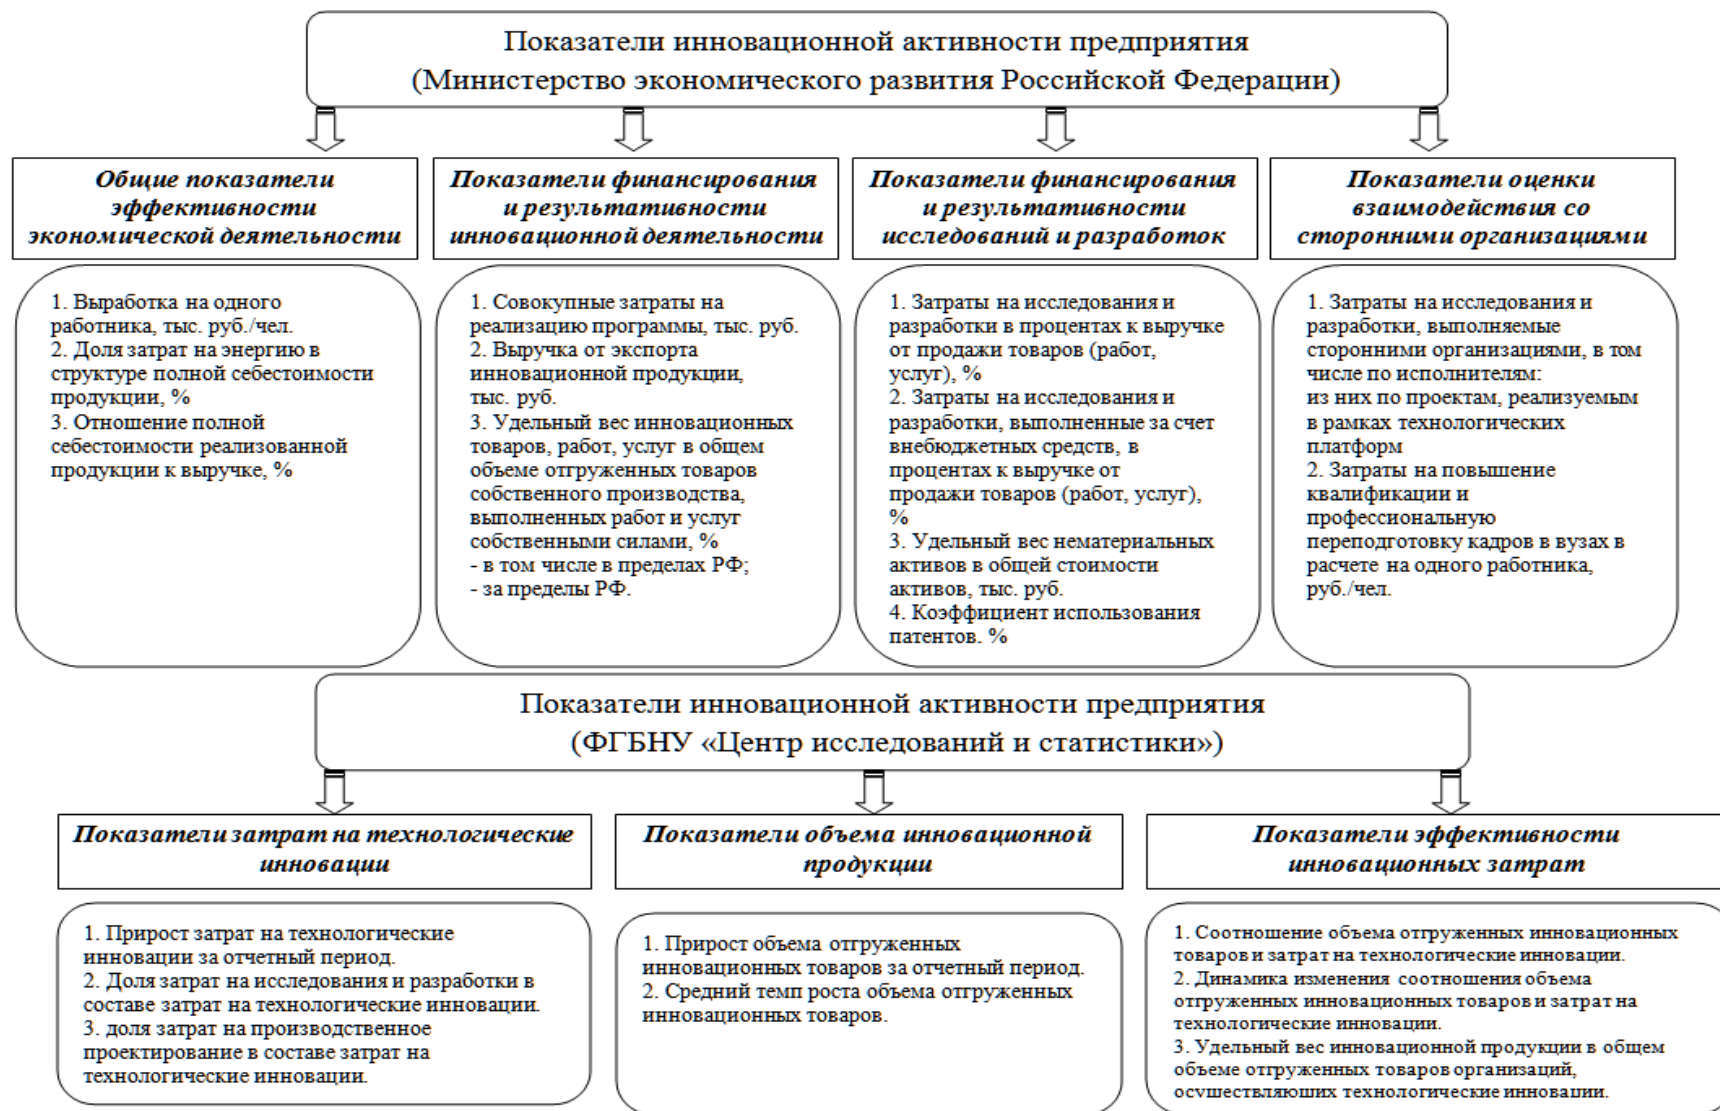 Показатели инновационной активности предприятия
(Министерство экономического развития Российской Федерации)
Общие показатели
эффективности
экономической деятельности
1. Выработка на одного
работника, тыс. руб./чел.
2. Доля затрат на энергию в
структуре полной себестоимости
продукции, %
3. Отношение полной
себестоимости реализованной
продукции к выручке, %
Показатели финансирования
и результативности
инновационной деятельности
1. Совокупные затраты на
реализацию программы, тыс. руб.
2. Выручка от экспорта
инновационной продукции,
тыс. руб.
3. Удельный вес инновационных
товаров, работ, услуг в общем
объеме отгруженных товаров
собственного производства,
выполненных работ и услуг
собственными силами, %
- в том числе в пределах РФ;
- за пределы РФ.
Показатели финансирования
и результативности
исследований и разработок
1. Затраты на исследования и
разработки в процентах к выручке
от продажи товаров (работ,
услуг), %
2. Затраты на исследования и
разработки, выполненные за счет
внебюджетных средств, в
процентах к выручке от
продажи товаров (работ, услуг),
%
3. Удельный вес нематериальных
активов в общей стоимости
активов, тыс. руб.
4. Коэффициент использования
патентов. %
Показатели оценки
взаимодействия со
сторонними организациями
1. Затраты на исследования и
разработки, выполняемые
сторонними организациями, в том
числе по исполнителям:
из них по проектам, реализуемым
в рамках технологических
платформ
2. Затраты на повышение
квалификации и
профессиональную
переподготовку кадров в вузах в
расчете на одного работника,
руб./чел.
Показатели инновационной активности предприятия
(ФГБНУ «Центр исследований и статистики»)
Показатели затрат на технологические
инновации
1. Прирост затрат на технологические
инновации за отчетный период.
2. Доля затрат на исследования и разработки в
составе затрат на технологические инновации.
3. доля затрат на производственное
проектирование в составе затрат на
технологические инновации.
Показатели объема инновационной
продукции
1. Прирост объема отгруженных
инновационных товаров за отчетный период.
2. Средний темп роста объема отгруженных
инновационных товаров.
Показатели эффективности
инновационных затрат
1. Соотношение объема отгруженных инновационных
товаров и затрат на технологические инновации.
2. Динамика изменения соотношения объема
отгруженных инновационных товаров и затрат на
технологические инновации.
3. Удельный вес инновационной продукции в общем
объеме отгруженных товаров организаций,
осуществляющих технологические инновации.